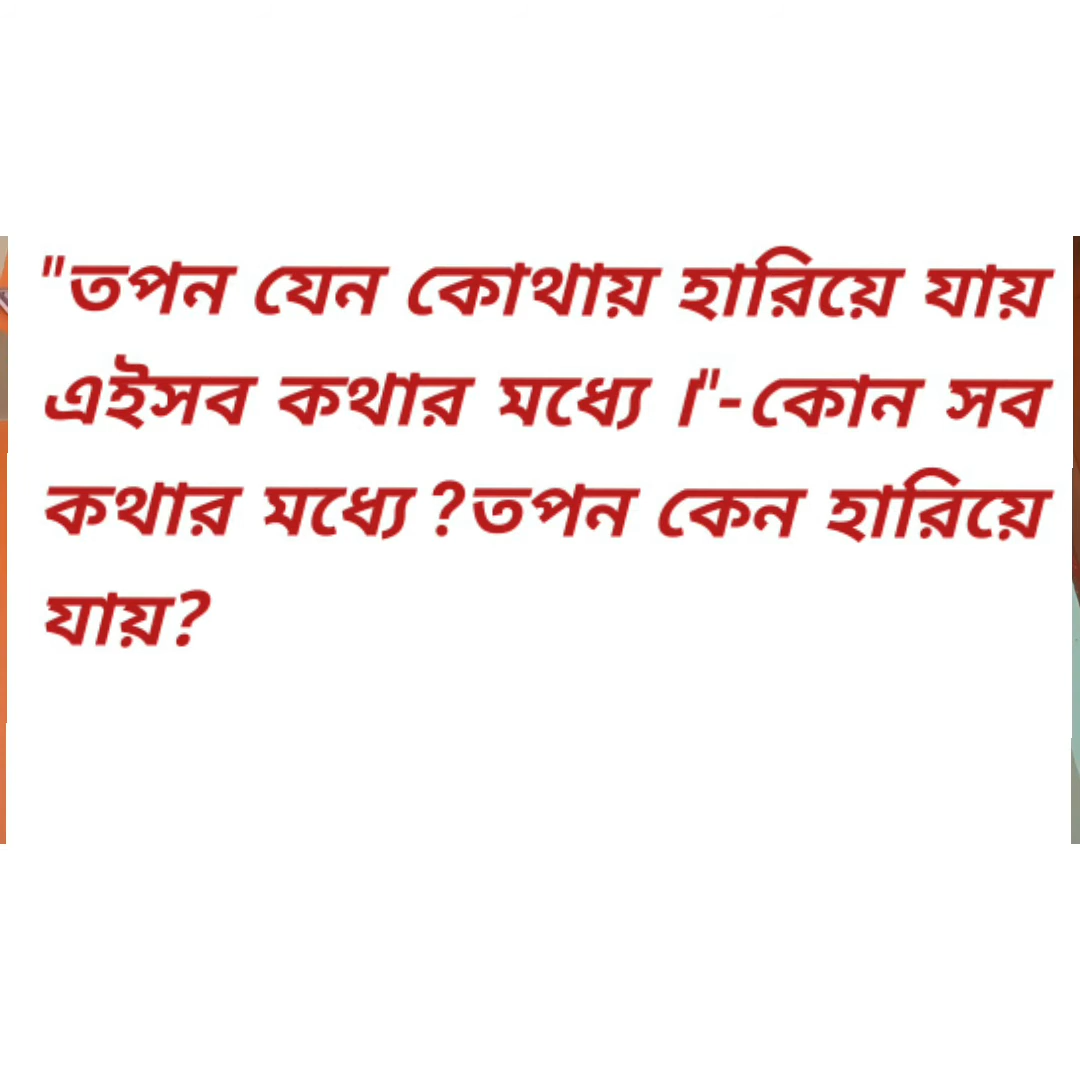 "তপন যেন কোথায় হারিয়ে যায়
এইসব কথার মধ্যে ।"-কোন সব
কথার মধ্যে ?তপন কেন হারিয়ে
যায়?